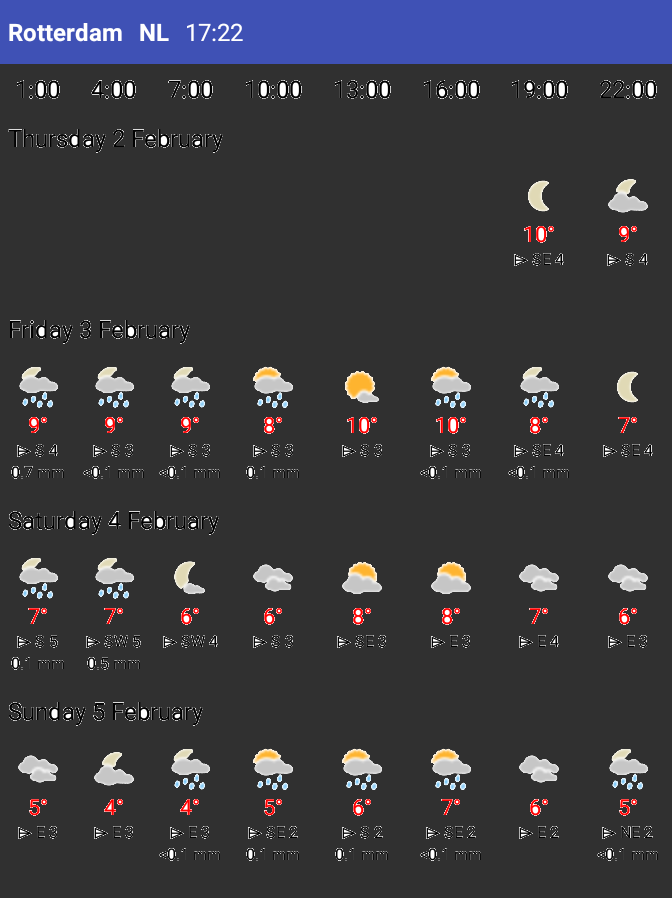 Rotterdam NL 17:22
1:00 4:00 7:00 10:00 13:00 16:00 19:00 22:00
Thursday 2 February
10° 9°
SE 4 S 4
Friday 3 February
9° 9° 9° 8° 10° 10° 8° 7°
S 4 S 3 S 3 S 3 S 3 S 3 SE 4 SE 4
0.7 mm <0.1 mm <0.1 mm 0.1 mm <0.1 mm <0.1 mm
Saturday 4 February
7° 7° 6° 6° 8° 8° 7° 6°
S 5 SW 5 SW 4 S 3 SE 3 E 3 E 4 E 3
0.1 mm 0.5 mm
Sunday 5 February
5° 4° 4° 5° 6° 7° 6° 5°
E 3 E 3 E 3 SE 2 S 2 SE 2 E 2 NE 2
<0.1 mm 0.1 mm 0.1 mm <0.1 mm <0.1 mm